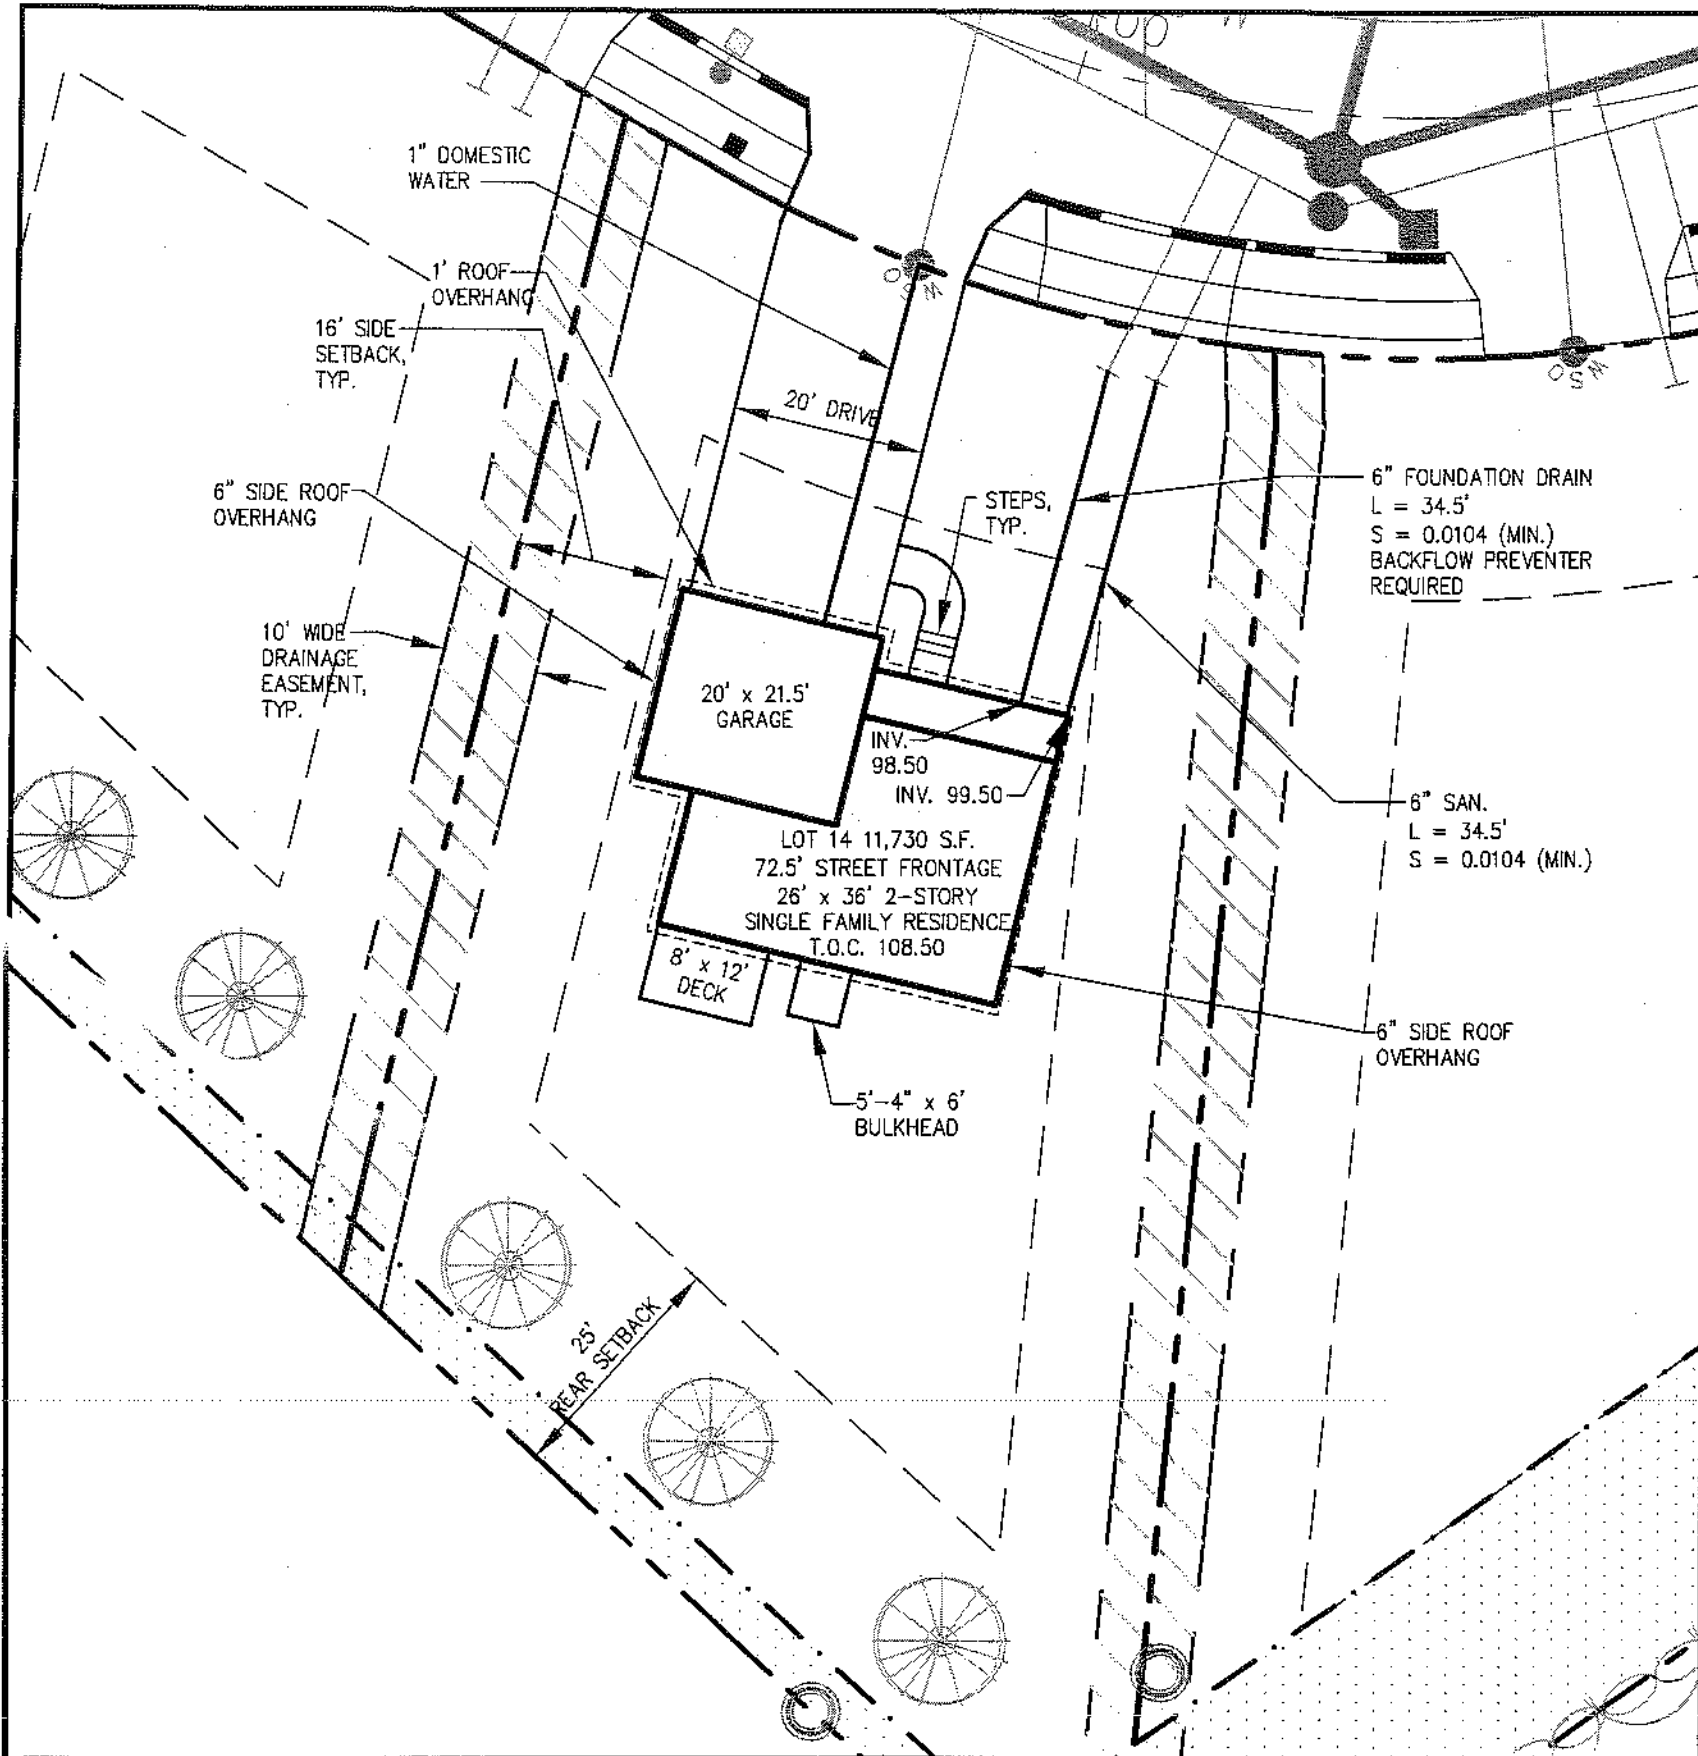 1" DOMESTIC
WATER
1' ROOF
OVERHANG
16' SIDE
SETBACK,
TYP.
20' DRIVE
6" SIDE ROOF
OVERHANG
STEPS,
TYP.
6" FOUNDATION DRAIN
L = 34.5'
S = 0.0104 (MIN.)
BACKFLOW PREVENTER
REQUIRED
10' WIDE
DRAINAGE
EASEMENT,
TYP.
20' x 21.5'
GARAGE
INV.
98.50
INV. 99.50
6" SAN.
L = 34.5'
S = 0.0104 (MIN.)
LOT 14 11,730 S.F.
72.5' STREET FRONTAGE
26' x 36' 2-STORY
SINGLE FAMILY RESIDENCE
T.O.C. 108.50
8' x 12'
DECK
6" SIDE ROOF
OVERHANG
5'-4" x 6'
BULKHEAD
25'
REAR SETBACK
WSO
WSO